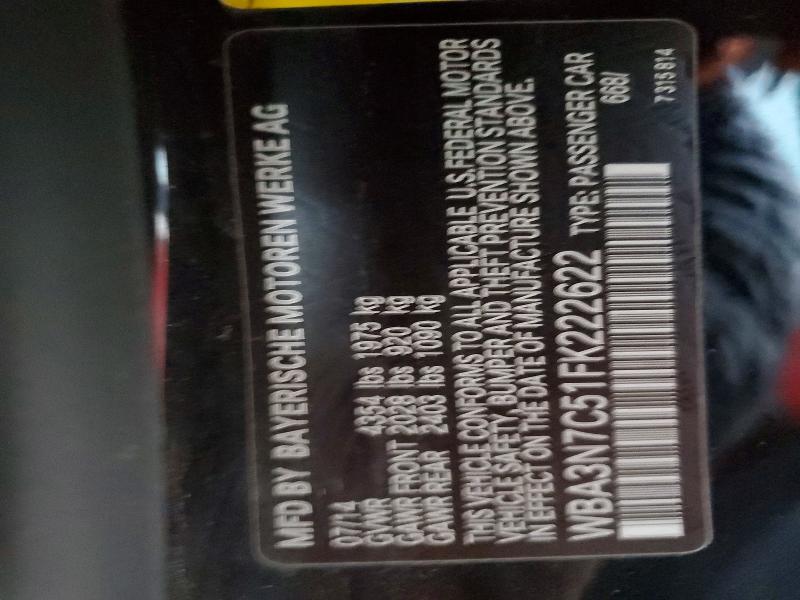 MFD BY BAYERISCHE MOTOREN WERKE AG
07/14
GVWR 4354 lbs 1975 kg
GAWR FRONT 2028 lbs 920 kg
GAWR REAR 2403 lbs 1090 kg
THIS VEHICLE CONFORMS TO ALL APPLICABLE U.S. FEDERAL MOTOR
VEHICLE SAFETY, BUMPER AND THEFT PREVENTION STANDARDS
IN EFFECT ON THE DATE OF MANUFACTURE SHOWN ABOVE.
WBA3N7C51FK222622 TYPE: PASSENGER CAR
668/
7315814